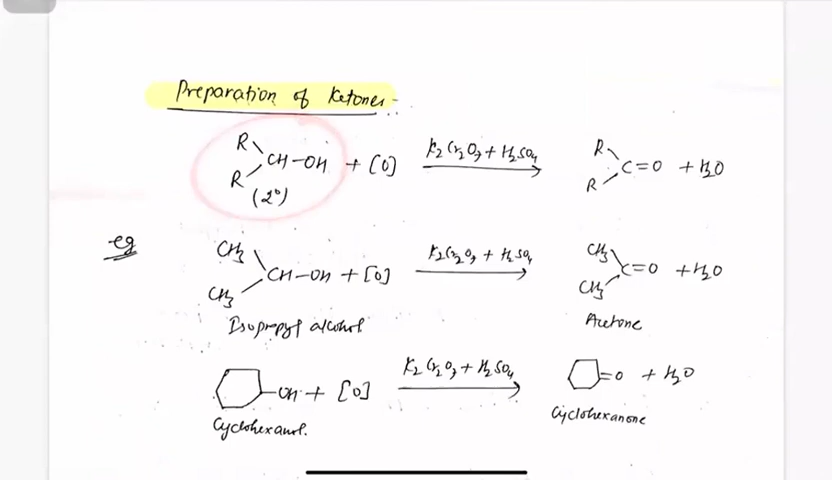 Preparation of Ketones -
R R CH-OH + [O] K2Cr2O7 + H2SO4 R R C=O + H2O
(2°)
eg CH3 CH3 CH-OH + [O] K2Cr2O7 + H2SO4 CH3 CH3 C=O + H2O
Isopropyl alcohol Acetone
-OH + [O] K2Cr2O7 + H2SO4 =O + H2O
Cyclohexanol. Cyclohexanone